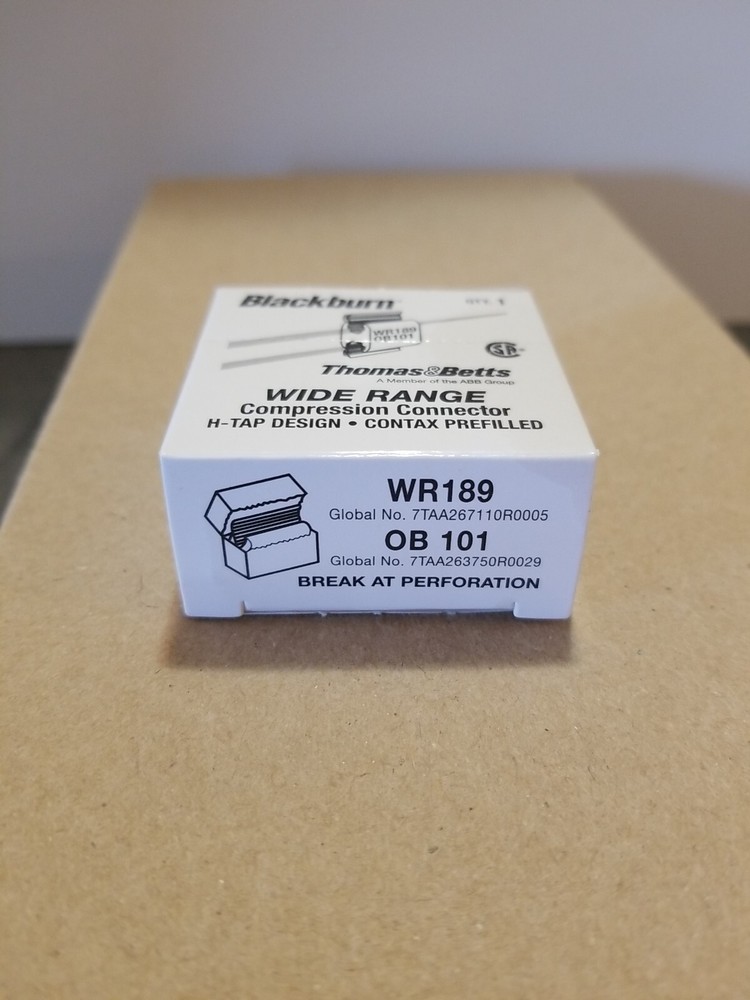 Blackburn
QTY. 1
WR189
OB101
SA
Thomas&Betts
A Member of the ABB Group
WIDE RANGE
Compression Connector
H-TAP DESIGN • CONTAX PREFILLED
WR189
Global No. 7TAA267110R0005
OB 101
Global No. 7TAA263750R0029
BREAK AT PERFORATION